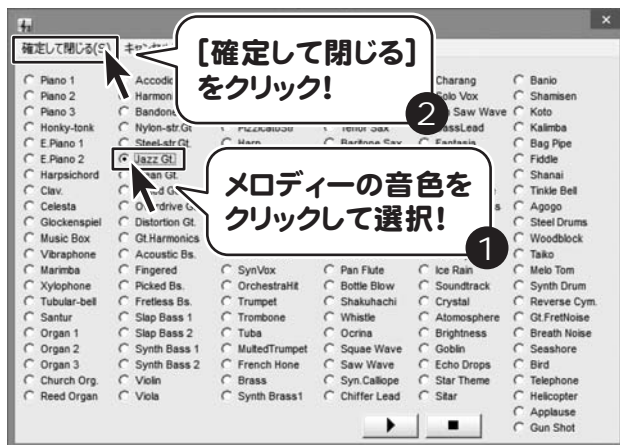 確定して閉じる(S)
[確定して閉じる]
をクリック!
2
メロディーの音色を
クリックして選択!
1
Piano 1
Piano 2
Piano 3
Honky-tonk
E.Piano 1
E.Piano 2
Harpsichord
Clav.
Celesta
Glockenspiel
Music Box
Vibraphone
Marimba
Xylophone
Tubular-bell
Santur
Organ 1
Organ 2
Organ 3
Church Org.
Reed Organ
Nylon-str.Gt
Steel-str.Gt.
Jazz Gt.
Distortion Gt.
Gt.Harmonics
Acoustic Bs.
Fingered
Picked Bs.
Fretless Bs.
Slap Bass 1
Slap Bass 2
Synth Bass 1
Synth Bass 2
Violin
Viola
PizzicatoStr
Harp
SynVox
OrchestraHit
Trumpet
Trombone
Tuba
MultedTrumpet
French Hone
Brass
Synth Brass1
Tenor Sax
Baritone Sax
Pan Flute
Bottle Blow
Shakuhachi
Whistle
Ocrina
Squae Wave
Saw Wave
Syn.Calliope
Chiffer Lead
Charang
Solo Vox
Saw Wave
BassLead
Fantasia
Ice Rain
Soundtrack
Crystal
Atomosphere
Brightness
Goblin
Echo Drops
Star Theme
Sitar
Banio
Shamisen
Koto
Kalimba
Bag Pipe
Fiddle
Shanai
Tinkle Bell
Agogo
Steel Drums
Woodblock
Taiko
Melo Tom
Synth Drum
Reverse Cym.
Gt.FretNoise
Breath Noise
Seashore
Bird
Telephone
Helicopter
Applause
Gun Shot